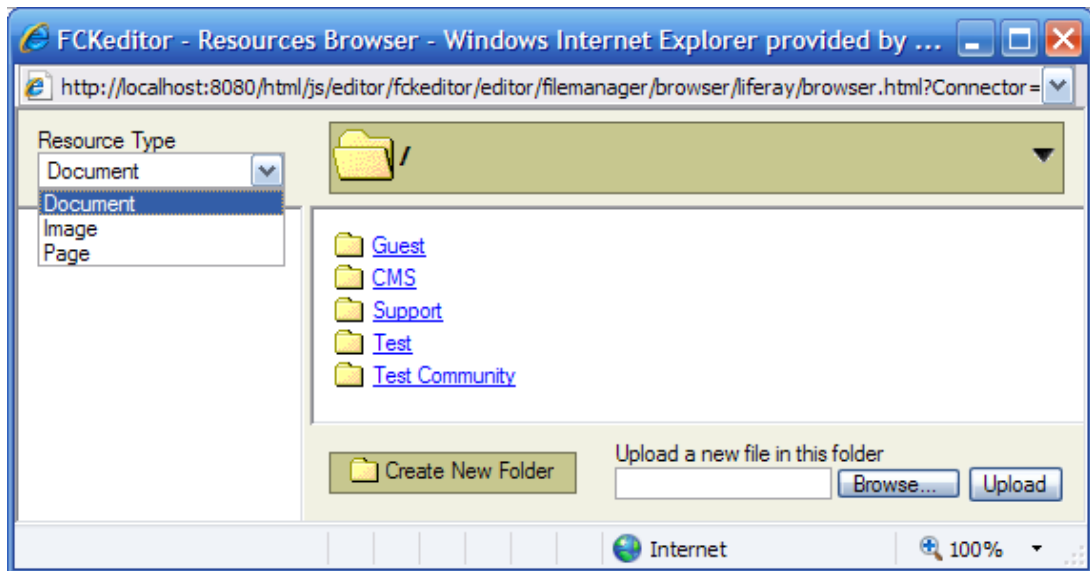 FCKeditor - Resources Browser - Windows Internet Explorer provided by ...
http://localhost:8080/html/js/editor/fckeditor/editor/filemanager/browser/liferay/browser.html?Connector=
Resource Type
Document
Document
Image
Page
/
Guest
CMS
Support
Test
Test Community
Create New Folder
Upload a new file in this folder
Browse... Upload
Internet 100%